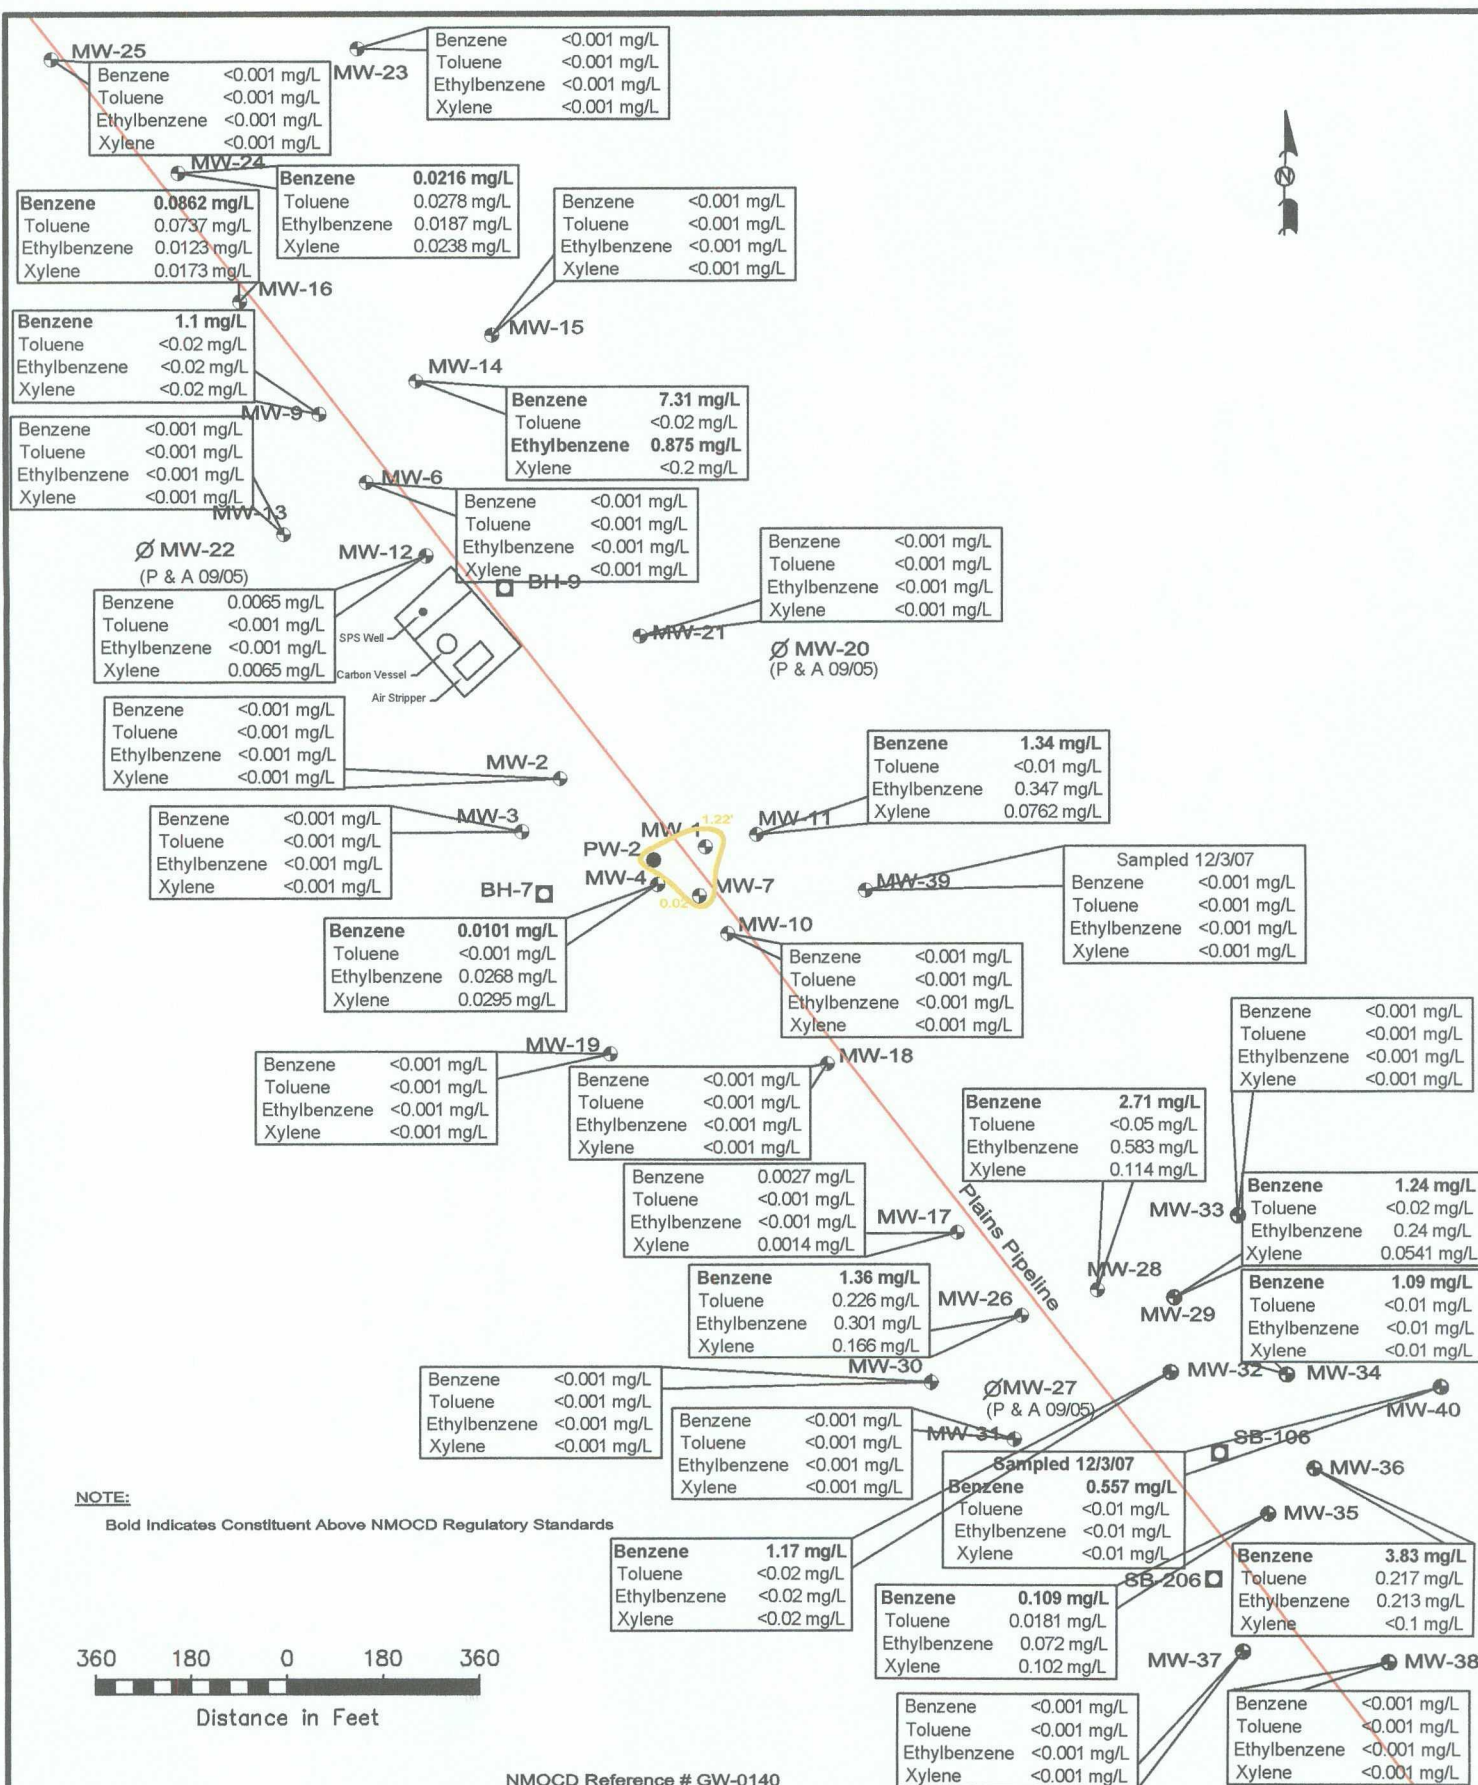 MW-25
Benzene <0.001 mg/L
Toluene <0.001 mg/L
Ethylbenzene <0.001 mg/L
Xylene <0.001 mg/L
MW-23
Benzene <0.001 mg/L
Toluene <0.001 mg/L
Ethylbenzene <0.001 mg/L
Xylene <0.001 mg/L
N
MW-24
Benzene 0.0216 mg/L
Toluene 0.0278 mg/L
Ethylbenzene 0.0187 mg/L
Xylene 0.0238 mg/L
Benzene 0.0862 mg/L
Toluene 0.0737 mg/L
Ethylbenzene 0.0123 mg/L
Xylene 0.0173 mg/L
MW-16
Benzene <0.001 mg/L
Toluene <0.001 mg/L
Ethylbenzene <0.001 mg/L
Xylene <0.001 mg/L
MW-15
Benzene 1.1 mg/L
Toluene <0.02 mg/L
Ethylbenzene <0.02 mg/L
Xylene <0.02 mg/L
MW-9
MW-14
Benzene 7.31 mg/L
Toluene <0.02 mg/L
Ethylbenzene 0.875 mg/L
Xylene <0.2 mg/L
Benzene <0.001 mg/L
Toluene <0.001 mg/L
Ethylbenzene <0.001 mg/L
Xylene <0.001 mg/L
MW-13
MW-6
Benzene <0.001 mg/L
Toluene <0.001 mg/L
Ethylbenzene <0.001 mg/L
Xylene <0.001 mg/L
MW-22
(P & A 09/05)
MW-12
BH-9
Benzene 0.0065 mg/L
Toluene <0.001 mg/L
Ethylbenzene <0.001 mg/L
Xylene 0.0065 mg/L
SPS Well
Carbon Vessel
Air Stripper
Benzene <0.001 mg/L
Toluene <0.001 mg/L
Ethylbenzene <0.001 mg/L
Xylene <0.001 mg/L
MW-21
MW-20
(P & A 09/05)
Benzene <0.001 mg/L
Toluene <0.001 mg/L
Ethylbenzene <0.001 mg/L
Xylene <0.001 mg/L
MW-2
Benzene 1.34 mg/L
Toluene <0.01 mg/L
Ethylbenzene 0.347 mg/L
Xylene 0.0762 mg/L
MW-11
Benzene <0.001 mg/L
Toluene <0.001 mg/L
Ethylbenzene <0.001 mg/L
Xylene <0.001 mg/L
MW-3
1.22'
MW-1
PW-2
MW-4
MW-7
0.02'
BH-7
MW-39
Sampled 12/3/07
Benzene <0.001 mg/L
Toluene <0.001 mg/L
Ethylbenzene <0.001 mg/L
Xylene <0.001 mg/L
Benzene 0.0101 mg/L
Toluene <0.001 mg/L
Ethylbenzene 0.0268 mg/L
Xylene 0.0295 mg/L
MW-10
Benzene <0.001 mg/L
Toluene <0.001 mg/L
Ethylbenzene <0.001 mg/L
Xylene <0.001 mg/L
MW-19
Benzene <0.001 mg/L
Toluene <0.001 mg/L
Ethylbenzene <0.001 mg/L
Xylene <0.001 mg/L
MW-18
Benzene <0.001 mg/L
Toluene <0.001 mg/L
Ethylbenzene <0.001 mg/L
Xylene <0.001 mg/L
Benzene <0.001 mg/L
Toluene <0.001 mg/L
Ethylbenzene <0.001 mg/L
Xylene <0.001 mg/L
MW-33
Benzene 2.71 mg/L
Toluene <0.05 mg/L
Ethylbenzene 0.583 mg/L
Xylene 0.114 mg/L
MW-28
Benzene 0.0027 mg/L
Toluene <0.001 mg/L
Ethylbenzene <0.001 mg/L
Xylene 0.0014 mg/L
MW-17
Plains Pipeline
Benzene 1.24 mg/L
Toluene <0.02 mg/L
Ethylbenzene 0.24 mg/L
Xylene 0.0541 mg/L
MW-29
Benzene 1.36 mg/L
Toluene 0.226 mg/L
Ethylbenzene 0.301 mg/L
Xylene 0.166 mg/L
MW-26
Benzene 1.09 mg/L
Toluene <0.01 mg/L
Ethylbenzene <0.01 mg/L
Xylene <0.01 mg/L
MW-30
MW-32
MW-34
MW-40
Benzene <0.001 mg/L
Toluene <0.001 mg/L
Ethylbenzene <0.001 mg/L
Xylene <0.001 mg/L
MW-27
(P & A 09/05)
Benzene <0.001 mg/L
Toluene <0.001 mg/L
Ethylbenzene <0.001 mg/L
Xylene <0.001 mg/L
MW-31
SB-106
Sampled 12/3/07
Benzene 0.557 mg/L
Toluene <0.01 mg/L
Ethylbenzene <0.01 mg/L
Xylene <0.01 mg/L
MW-36
MW-35
NOTE:
Bold Indicates Constituent Above NMOCD Regulatory Standards
Benzene 1.17 mg/L
Toluene <0.02 mg/L
Ethylbenzene <0.02 mg/L
Xylene <0.02 mg/L
SB-206
Benzene 3.83 mg/L
Toluene 0.217 mg/L
Ethylbenzene 0.213 mg/L
Xylene <0.1 mg/L
Benzene 0.109 mg/L
Toluene 0.0181 mg/L
Ethylbenzene 0.072 mg/L
Xylene 0.102 mg/L
MW-37
MW-38
360 180 0 180 360
Distance in Feet
Benzene <0.001 mg/L
Toluene <0.001 mg/L
Ethylbenzene <0.001 mg/L
Xylene <0.001 mg/L
Benzene <0.001 mg/L
Toluene <0.001 mg/L
Ethylbenzene <0.001 mg/L
Xylene <0.001 mg/L
NMOCD Reference # GW-0140